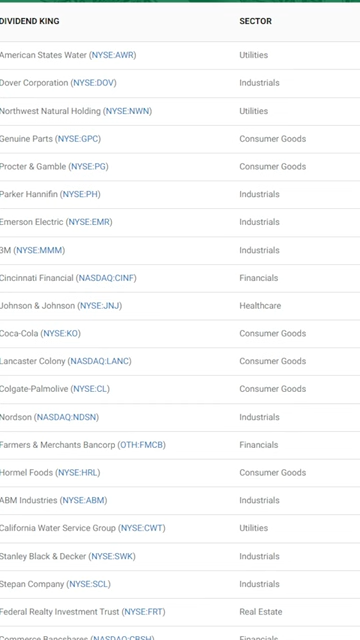 DIVIDEND KING SECTOR
American States Water (NYSE:AWR) Utilities
Dover Corporation (NYSE:DOV) Industrials
Northwest Natural Holding (NYSE:NWN) Utilities
Genuine Parts (NYSE:GPC) Consumer Goods
Procter & Gamble (NYSE:PG) Consumer Goods
Parker Hannifin (NYSE:PH) Industrials
Emerson Electric (NYSE:EMR) Industrials
3M (NYSE:MMM) Industrials
Cincinnati Financial (NASDAQ:CINF) Financials
Johnson & Johnson (NYSE:JNJ) Healthcare
Coca-Cola (NYSE:KO) Consumer Goods
Lancaster Colony (NASDAQ:LANC) Consumer Goods
Colgate-Palmolive (NYSE:CL) Consumer Goods
Nordson (NASDAQ:NDSN) Industrials
Farmers & Merchants Bancorp (OTH:FMCB) Financials
Hormel Foods (NYSE:HRL) Consumer Goods
ABM Industries (NYSE:ABM) Industrials
California Water Service Group (NYSE:CWT) Utilities
Stanley Black & Decker (NYSE:SWK) Industrials
Stepan Company (NYSE:SCL) Industrials
Federal Realty Investment Trust (NYSE:FRT) Real Estate
Commerce Bancshares (NASDAQ:CBSH) Financials